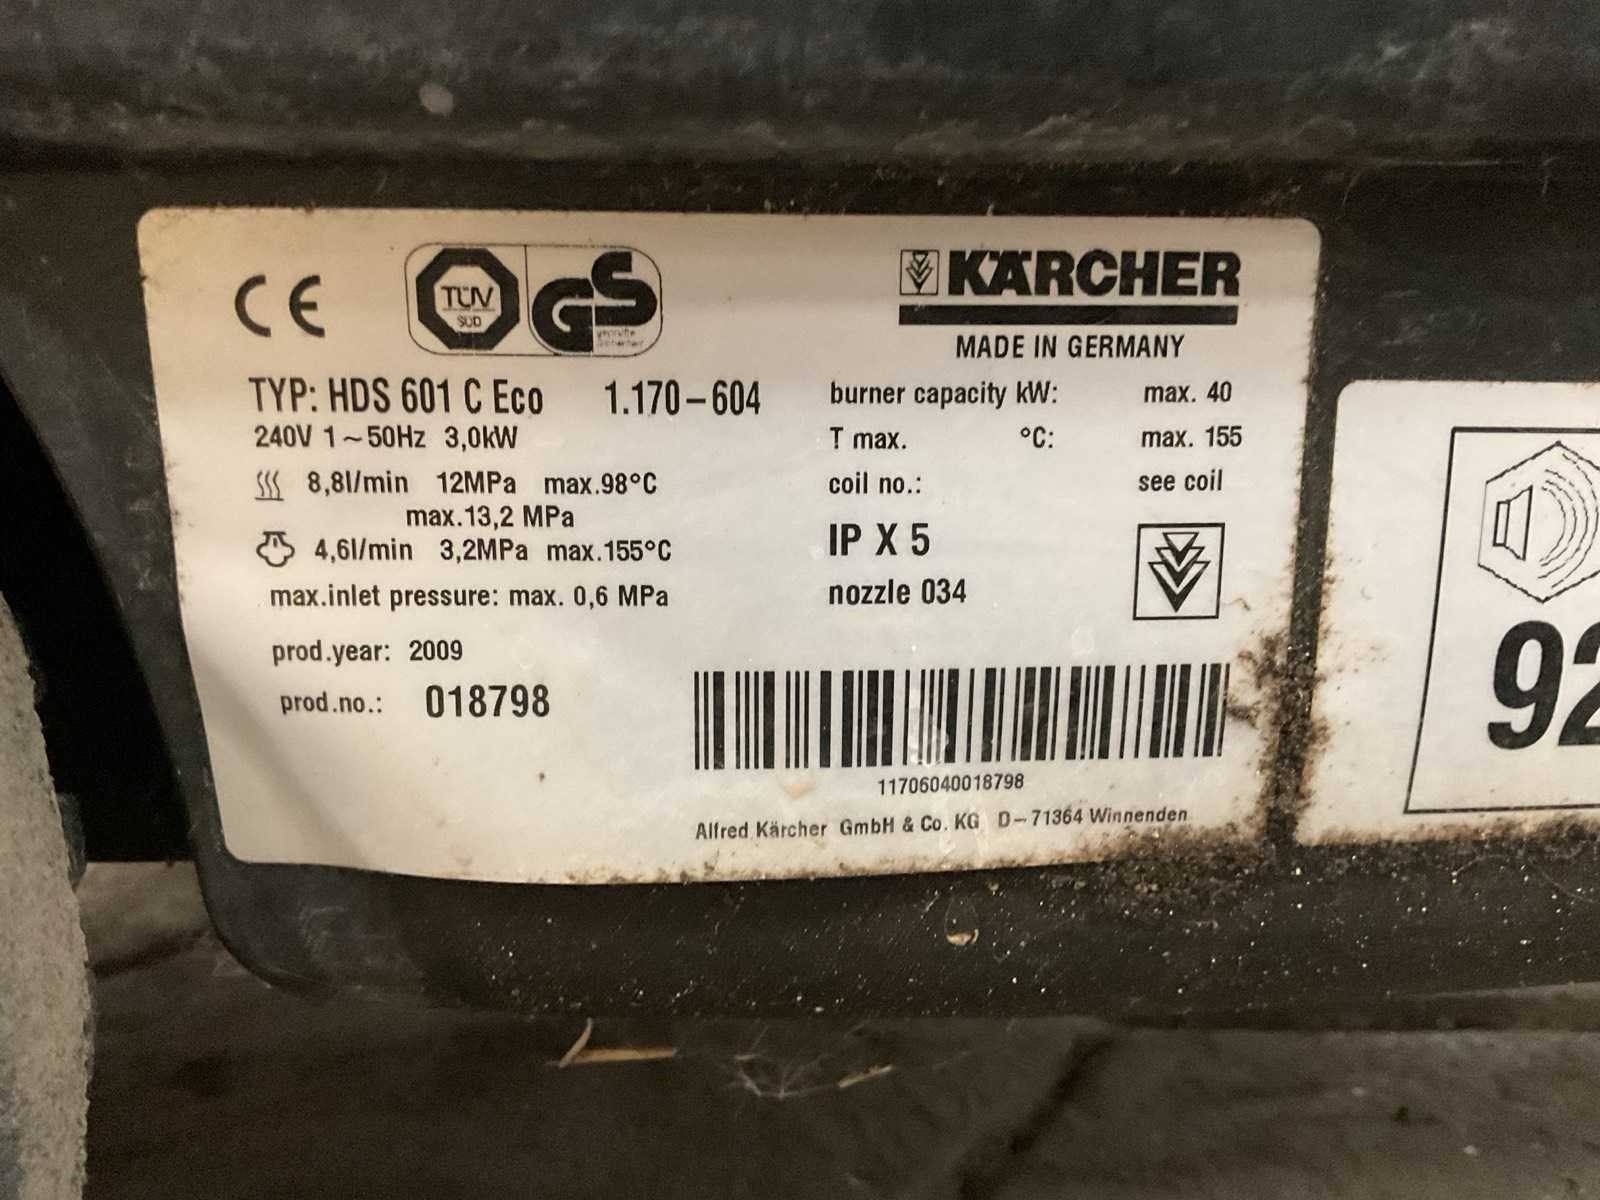 CE
TÜV
SÜD
GS
geprüfte
Sicherheit
KÄRCHER
MADE IN GERMANY
TYP: HDS 601 C Eco 1.170-604
240V 1~50Hz 3,0kW
8,8l/min 12MPa max.98°C
max.13,2 MPa
4,6l/min 3,2MPa max.155°C
max.inlet pressure: max. 0,6 MPa
prod.year: 2009
prod.no.: 018798
burner capacity kW: max. 40
T max. °C: max. 155
coil no.: see coil
IP X 5
nozzle 034
11706040018798
Alfred Kärcher GmbH & Co. KG D-71364 Winnenden
92